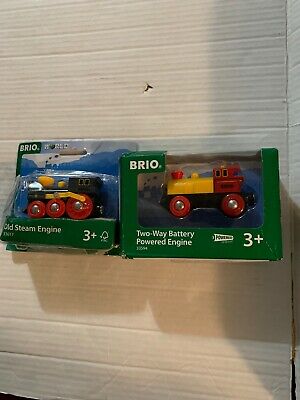 BRIO WORLD
Old Steam Engine
3+
BRIO
Two-Way Battery
Powered Engine
33594
3+